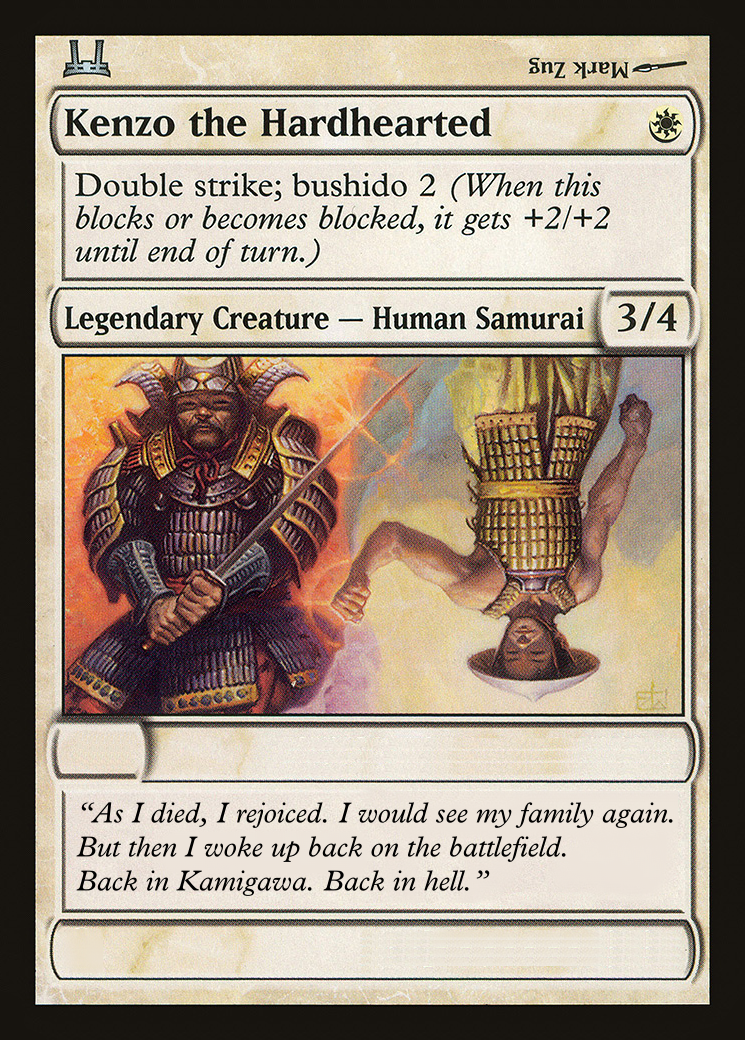 Mark Zug
Kenzo the Hardhearted
Double strike; bushido 2 (When this
blocks or becomes blocked, it gets +2/+2
until end of turn.)
Legendary Creature — Human Samurai
3/4
“As I died, I rejoiced. I would see my family again.
But then I woke up back on the battlefield.
Back in Kamigawa. Back in hell.”